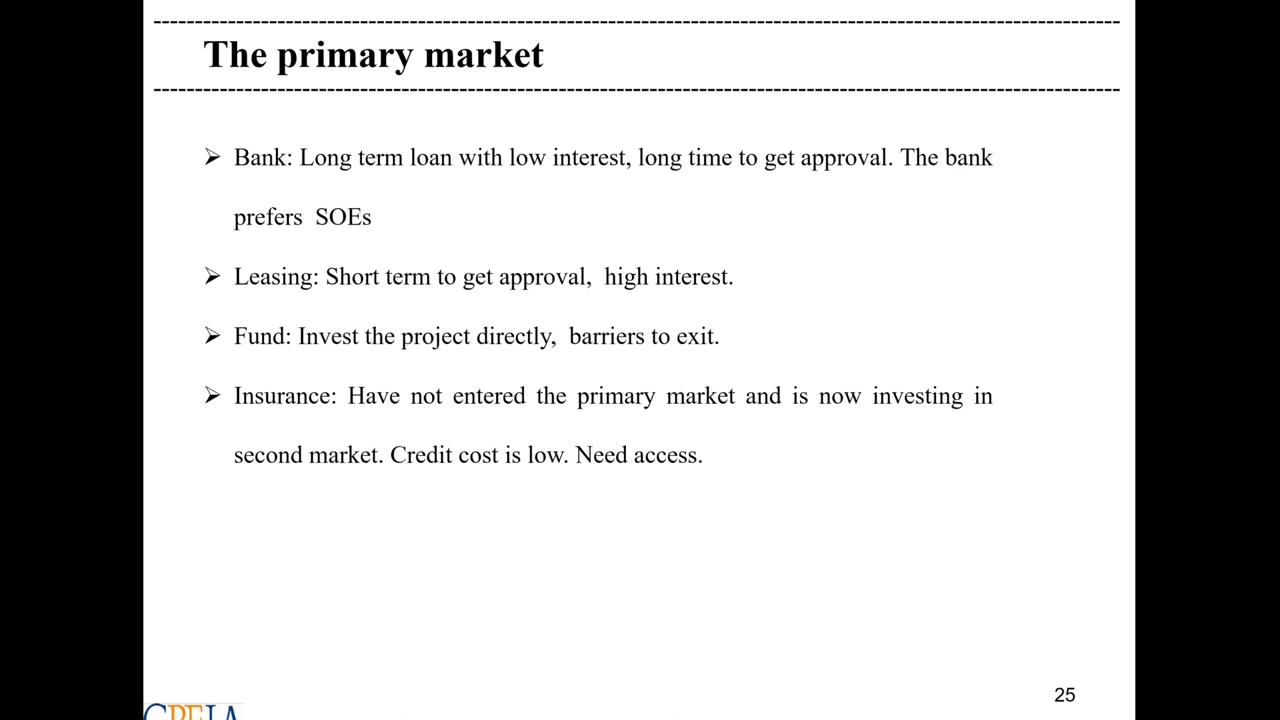 The primary market
Bank: Long term loan with low interest, long time to get approval. The bank
prefers SOEs
Leasing: Short term to get approval, high interest.
Fund: Invest the project directly, barriers to exit.
Insurance: Have not entered the primary market and is now investing in
second market. Credit cost is low. Need access.
25